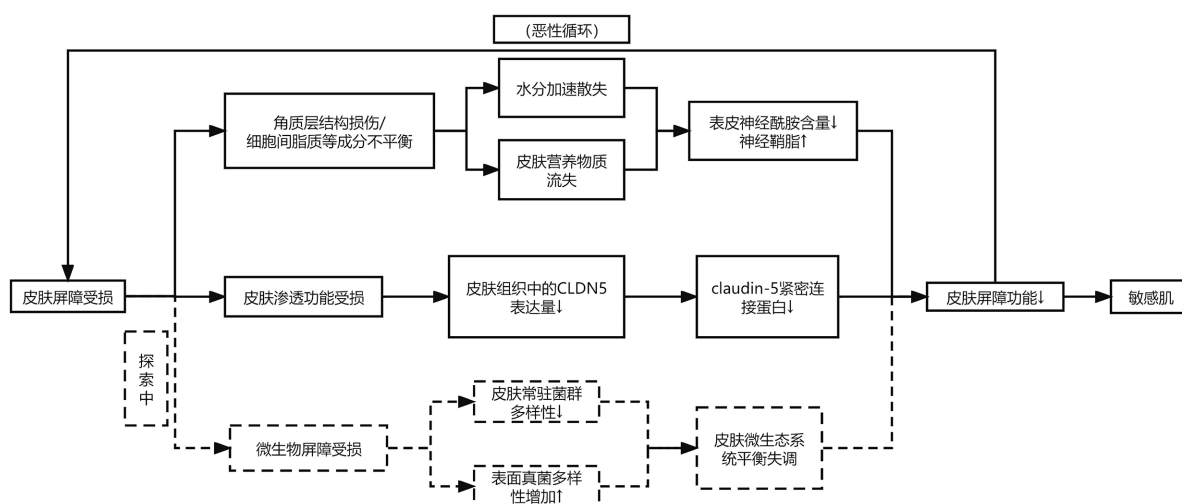 （恶性循环）
水分加速散失
角质层结构损伤/
细胞间脂质等成分不平衡
表皮神经酰胺含量↓
神经鞘脂↑
皮肤营养物质
流失
皮肤屏障受损
皮肤渗透功能受损
皮肤组织中的CLDN5
表达量↓
claudin-5紧密连
接蛋白↓
皮肤屏障功能↓
敏感肌
探
索
中
皮肤常驻菌群
多样性↓
微生物屏障受损
皮肤微生态系
统平衡失调
表面真菌多样
性增加↑